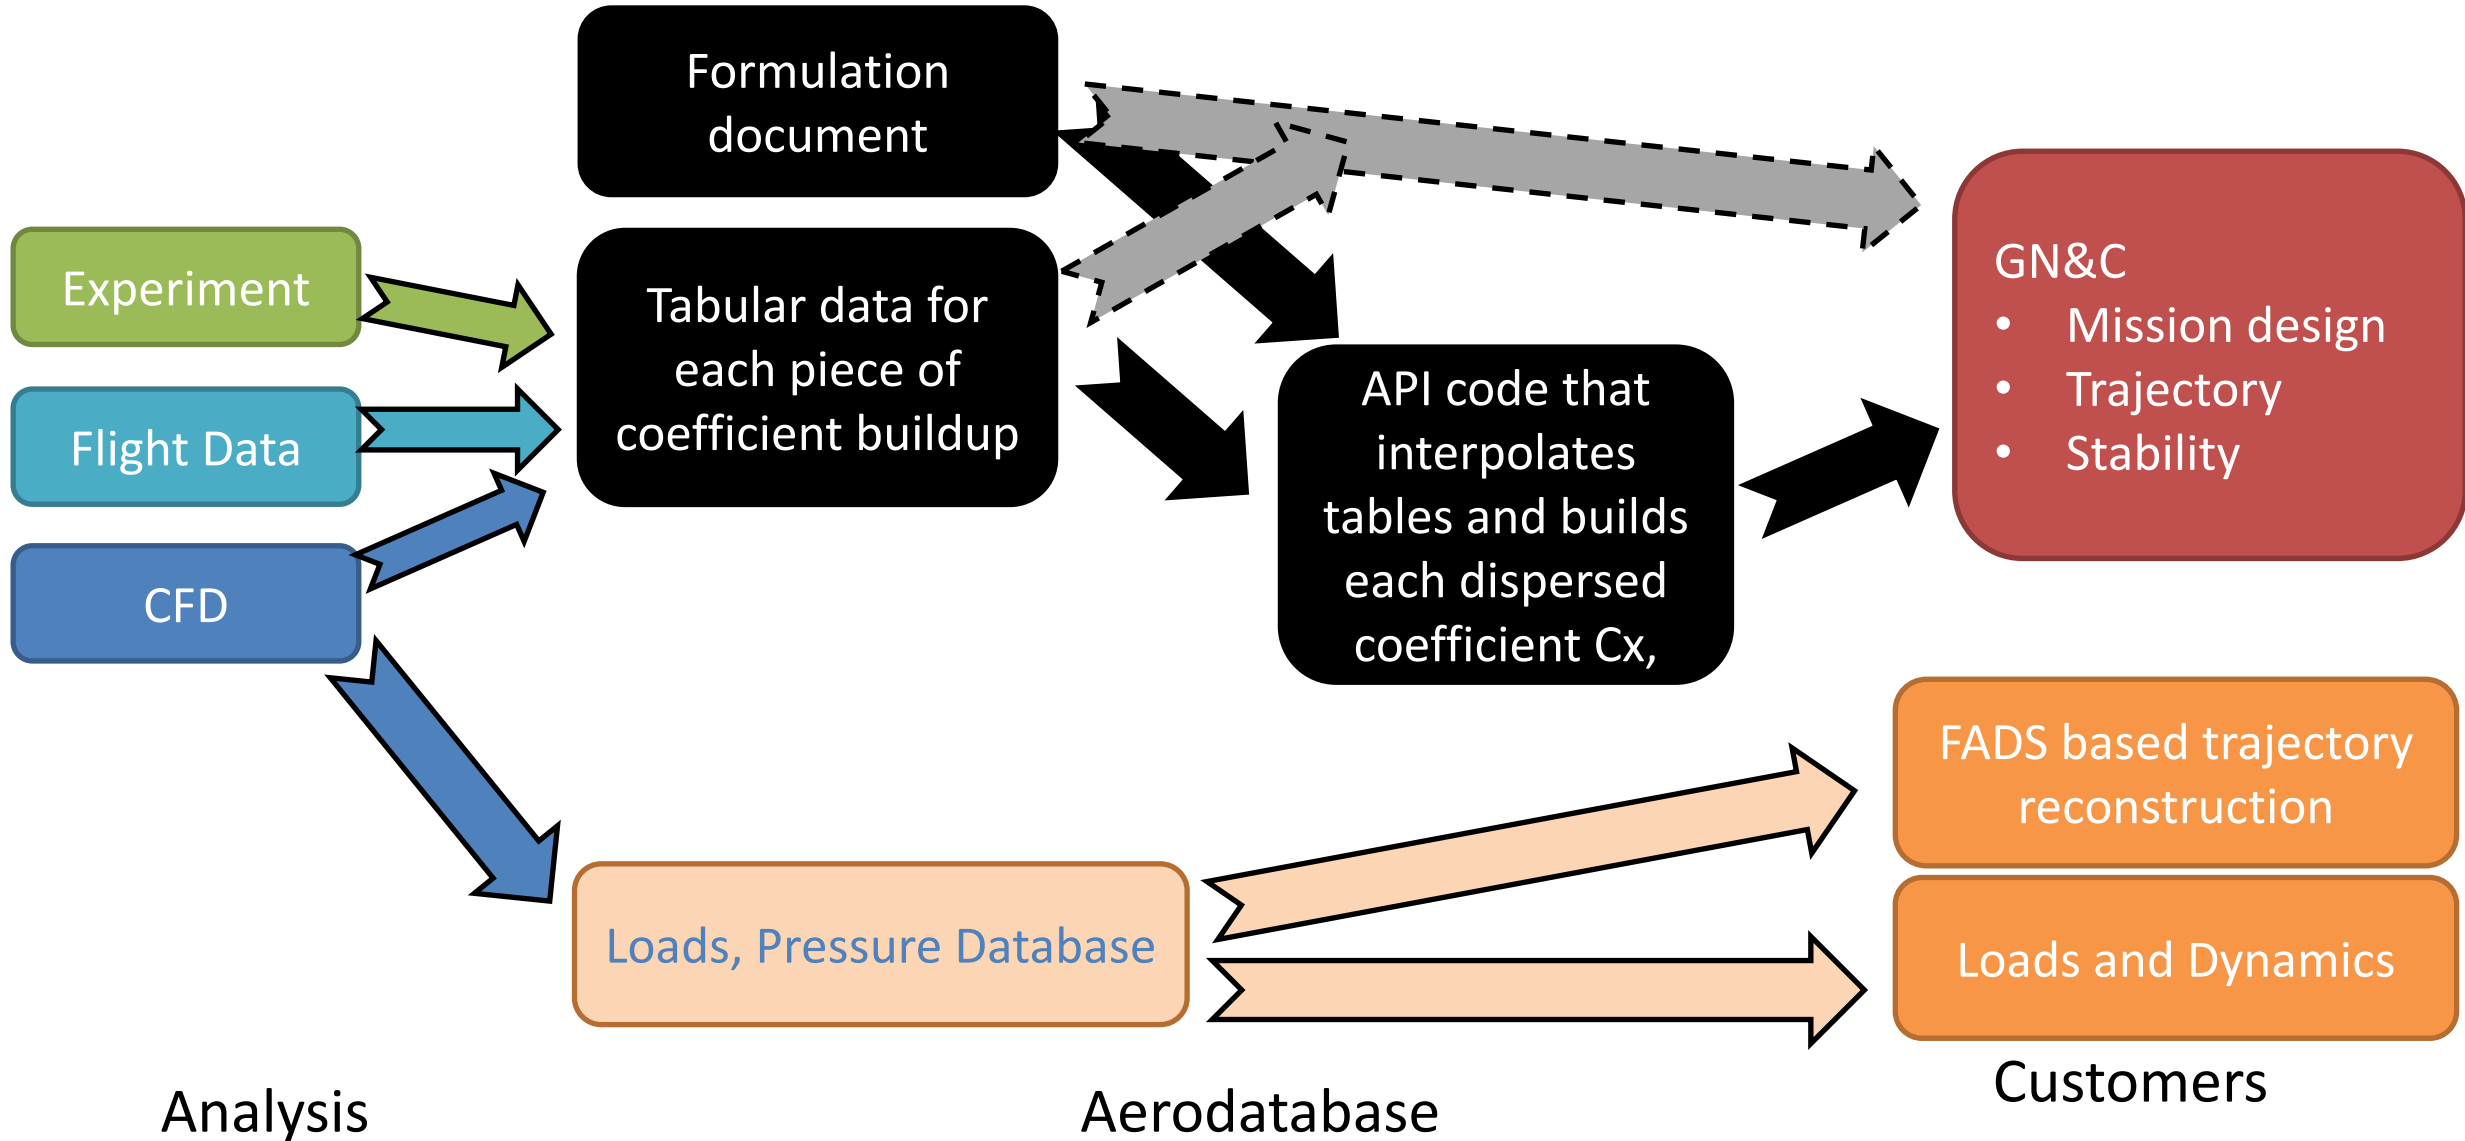 Formulation
document
Experiment
Flight Data
CFD
Tabular data for
each piece of
coefficient buildup
API code that
interpolates
tables and builds
each dispersed
coefficient Cx,
GN&C
• Mission design
• Trajectory
• Stability
FADS based trajectory
reconstruction
Loads, Pressure Database
Loads and Dynamics
Analysis
Aerodatabase
Customers